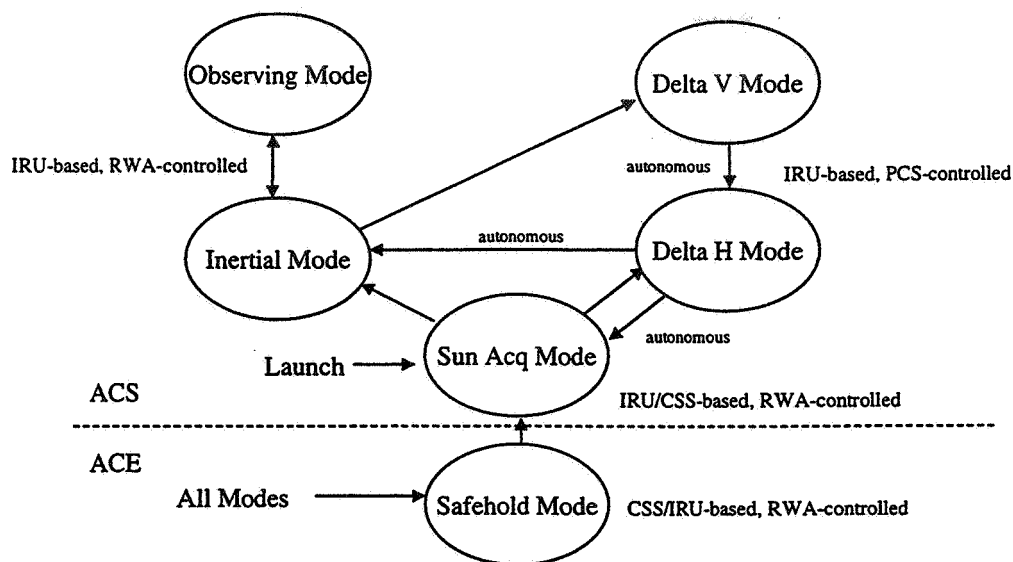 Observing Mode
Delta V Mode
IRU-based, RWA-controlled
autonomous
IRU-based, PCS-controlled
Inertial Mode
autonomous
Delta H Mode
Launch
Sun Acq Mode
autonomous
ACS
IRU/CSS-based, RWA-controlled
ACE
All Modes
Safehold Mode
CSS/IRU-based, RWA-controlled